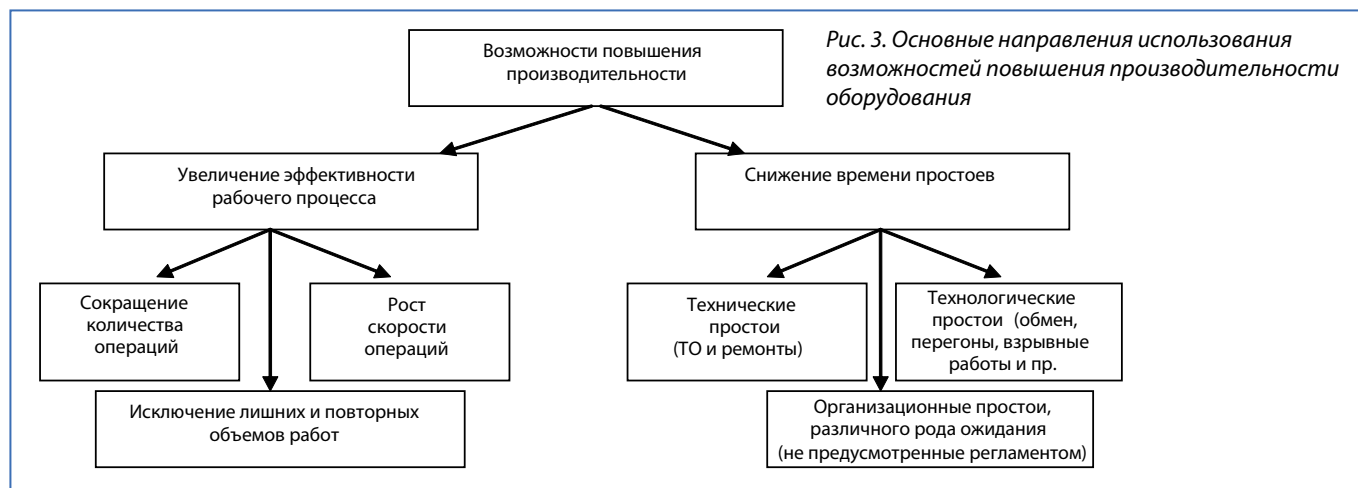 Возможности повышения
производительности
Рис. 3. Основные направления использования
возможностей повышения производительности
оборудования
Увеличение эффективности
рабочего процесса
Снижение времени простоев
Сокращение
количества
операций
Рост
скорости
операций
Технические
простои
(ТО и ремонты)
Технологические
простои (обмен,
перегоны, взрывные
работы и пр.
Исключение лишних и повторных
объемов работ
Организационные простои,
различного рода ожидания
(не предусмотренные регламентом)